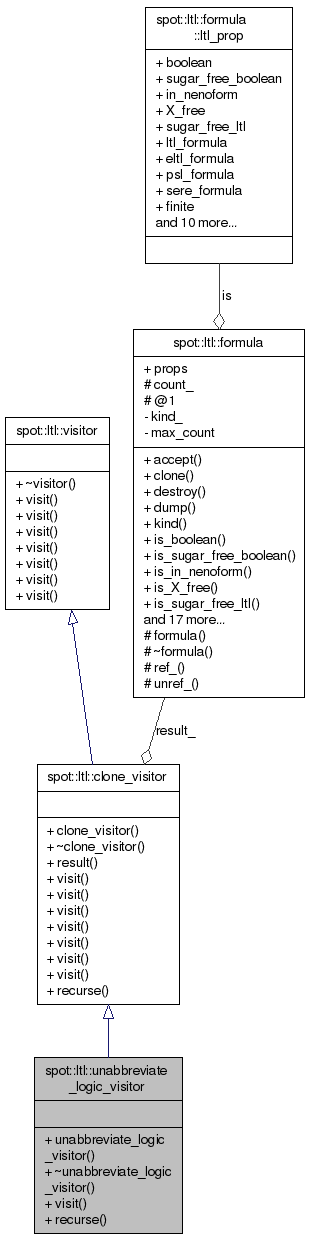 spot::ltl::formula
::ltl_prop
+ boolean
+ sugar_free_boolean
+ in_nenoform
+ X_free
+ sugar_free_ltl
+ ltl_formula
+ eltl_formula
+ psl_formula
+ sere_formula
+ finite
and 10 more...
is
spot::ltl::formula
+ props
# count_
# @1
- kind_
- max_count
+ accept()
+ clone()
+ destroy()
+ dump()
+ kind()
+ is_boolean()
+ is_sugar_free_boolean()
+ is_in_nenoform()
+ is_X_free()
+ is_sugar_free_ltl()
and 17 more...
# formula()
# ~formula()
# ref_()
# unref_()
spot::ltl::visitor
+ ~visitor()
+ visit()
+ visit()
+ visit()
+ visit()
+ visit()
+ visit()
+ visit()
result_
spot::ltl::clone_visitor
+ clone_visitor()
+ ~clone_visitor()
+ result()
+ visit()
+ visit()
+ visit()
+ visit()
+ visit()
+ visit()
+ visit()
+ recurse()
spot::ltl::unabbreviate
_logic_visitor
+ unabbreviate_logic
_visitor()
+ ~unabbreviate_logic
_visitor()
+ visit()
+ recurse()